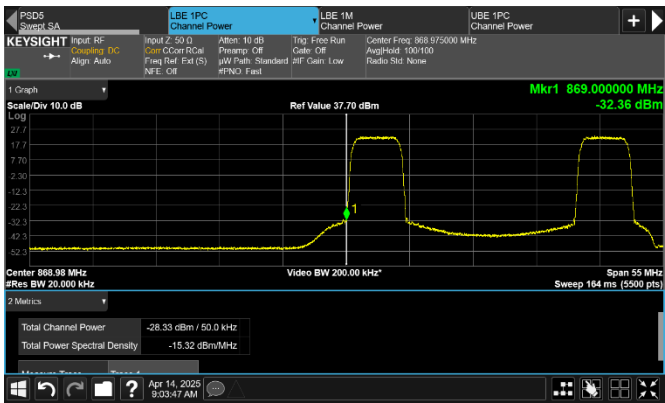 PSD5
Swept SA
LBE 1PC
Channel Power
LBE 1M
Channel Power
UBE 1PC
Channel Power
KEYSIGHT
Input: RF
Coupling: DC
Align: Auto
Input Z: 50 Ω
Corr CCorr RCal
Freq Ref: Ext (S)
NFE: Off
Atten: 10 dB
Preamp: Off
µW Path: Standard
#PNO: Fast
Trig: Free Run
Gate: Off
#IF Gain: Low
Center Freq: 868.975000 MHz
Avg|Hold: 100/100
Radio Std: None
LV
1 Graph
Mkr1 869.000000 MHz
Scale/Div 10.0 dB
Ref Value 37.70 dBm
-32.36 dBm
Log
27.7
17.7
7.70
-2.30
-12.3
-22.3
-32.3
-42.3
-52.3
1
Center 868.98 MHz
Video BW 200.00 kHz*
Span 55 MHz
#Res BW 20.000 kHz
Sweep 164 ms (5500 pts)
2 Metrics
Total Channel Power
-28.33 dBm / 50.0 kHz
Total Power Spectral Density
-15.32 dBm/MHz
Measure Trace
Trace 1
?
Apr 14, 2025
9:03:47 AM